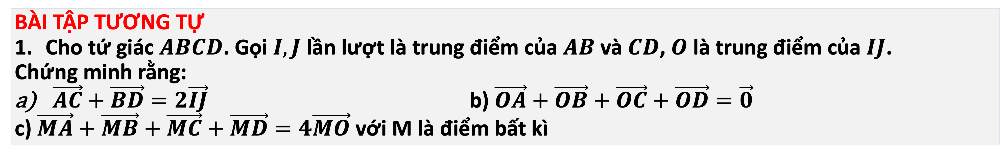 BÀI TẬP TƯƠNG TỰ
1. Cho tứ giác ABCD. Gọi I, J lần lượt là trung điểm của AB và CD, O là trung điểm của IJ.
Chứng minh rằng:
a) $\overrightarrow{AC} + \overrightarrow{BD} = 2\overrightarrow{IJ}$ b) $\overrightarrow{OA} + \overrightarrow{OB} + \overrightarrow{OC} + \overrightarrow{OD} = \overrightarrow{0}$
c) $\overrightarrow{MA} + \overrightarrow{MB} + \overrightarrow{MC} + \overrightarrow{MD} = 4\overrightarrow{MO}$ với M là điểm bất kì